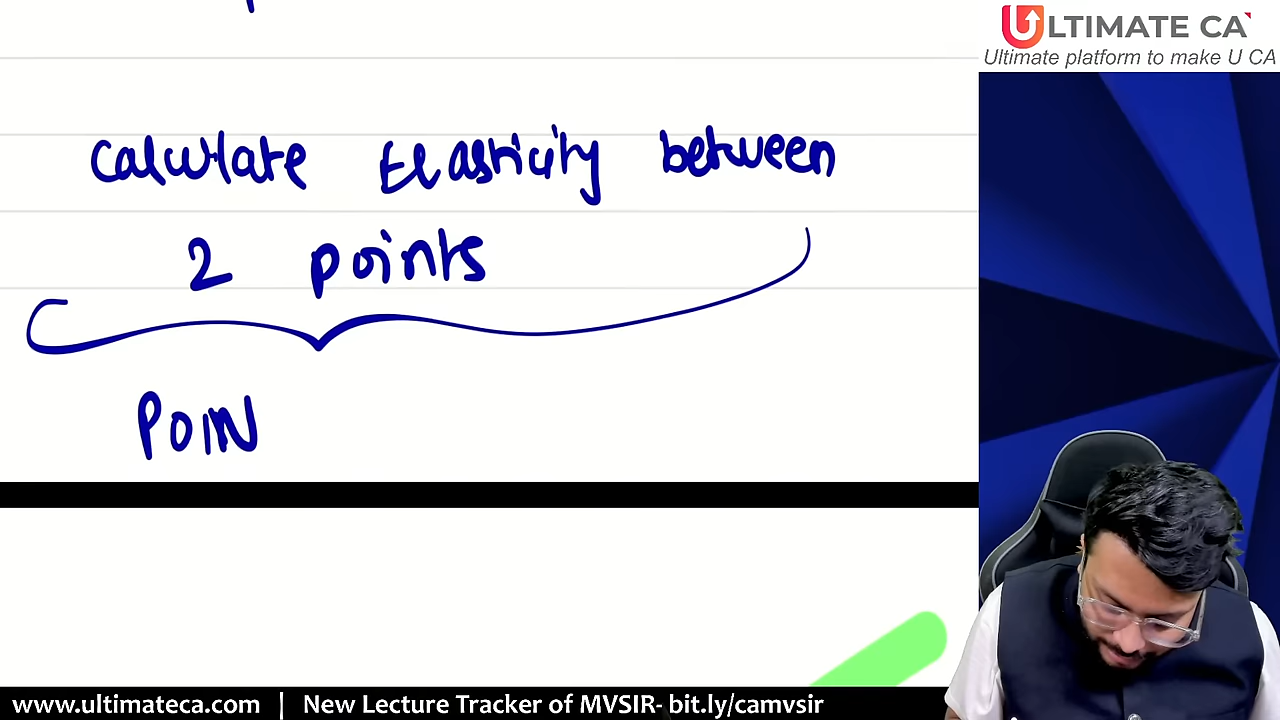 ULTIMATE CA
Ultimate platform to make U CA
Calculate Elasticity between
2 points
POIN
www.ultimateca.com | New Lecture Tracker of MVSIR- bit.ly/camvsir